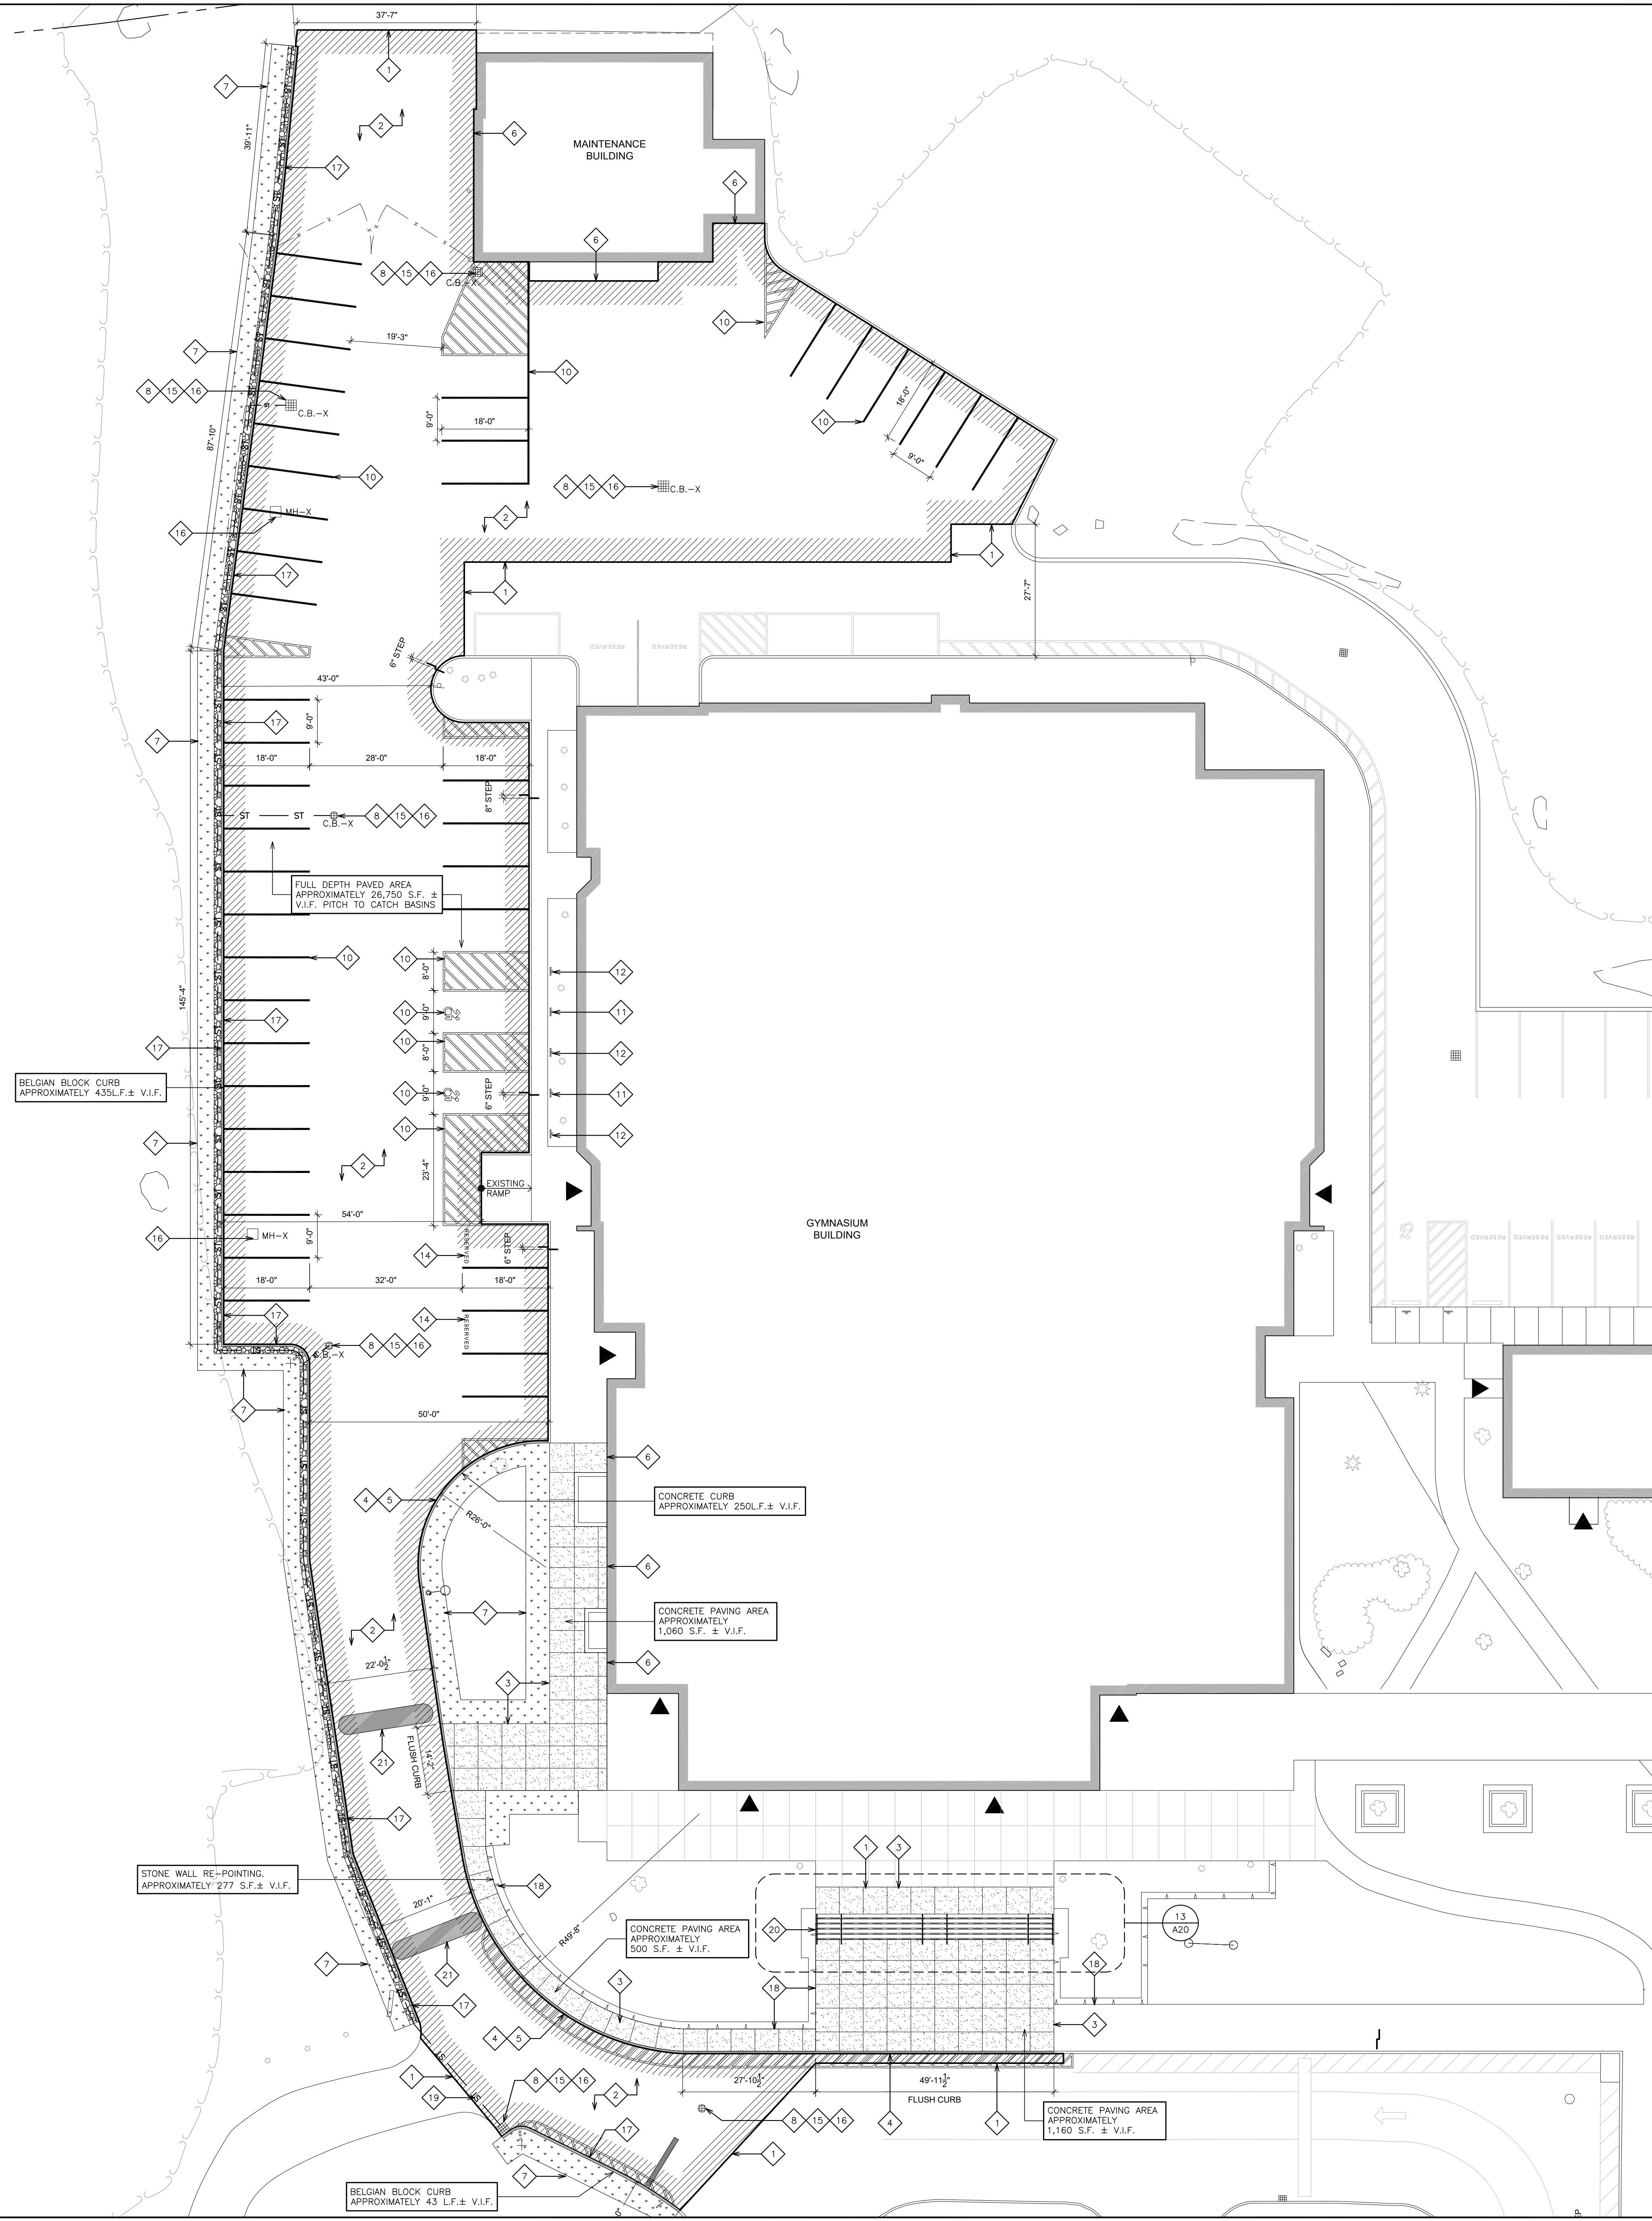 37'-7"
1
7
2
6
MAINTENANCE
BUILDING
39'-11"
17
6
6
8 15 16
C.B.-X
10
19'-3"
7
10
8 15 16
C.B.-X
9'-0"
18'-0"
18'-0"
10
9'-0"
87'-10"
10
8 15 16
C.B.-X
MH-X
16
2
1
17
1
27'-7"
6" STEP
RESERVED
RESERVED
43'-0"
17
9'-0"
7
18'-0"
28'-0"
18'-0"
8" STEP
ST
ST
C.B.-X
8 15 16
FULL DEPTH PAVED AREA
APPROXIMATELY 26,750 S.F. ±
V.I.F. PITCH TO CATCH BASINS
10
10
8'-0"
12
145'-4"
10
9'-0"
11
17
17
10
8'-0"
12
BELGIAN BLOCK CURB
APPROXIMATELY 435L.F.± V.I.F.
10
9'-0"
6" STEP
11
7
10
12
2
23'-4"
EXISTING
RAMP
54'-0"
16
MH-X
9'-0"
14
RESERVED
6" STEP
GYMNASIUM
BUILDING
RESERVED
RESERVED
RESERVED
RESERVED
18'-0"
32'-0"
18'-0"
17
14
RESERVED
C.B.-X
8 15 16
7
50'-0"
6
4 5
CONCRETE CURB
APPROXIMATELY 250L.F.± V.I.F.
R26'-0"
6
7
CONCRETE PAVING AREA
APPROXIMATELY
1,060 S.F. ± V.I.F.
2
6
22'-0½"
3
21
14'-2"
FLUSH CURB
17
STONE WALL RE-POINTING.
APPROXIMATELY 277 S.F.± V.I.F.
18
1
3
20'-1"
R49'-8"
CONCRETE PAVING AREA
APPROXIMATELY
500 S.F. ± V.I.F.
20
13
A20
7
21
3
18
18
17
4 5
3
1
19
8 15 16
2
27'-10½"
49'-11½"
FLUSH CURB
8 15 16
4
1
CONCRETE PAVING AREA
APPROXIMATELY
1,160 S.F. ± V.I.F.
17
1
7
BELGIAN BLOCK CURB
APPROXIMATELY 43 L.F.± V.I.F.